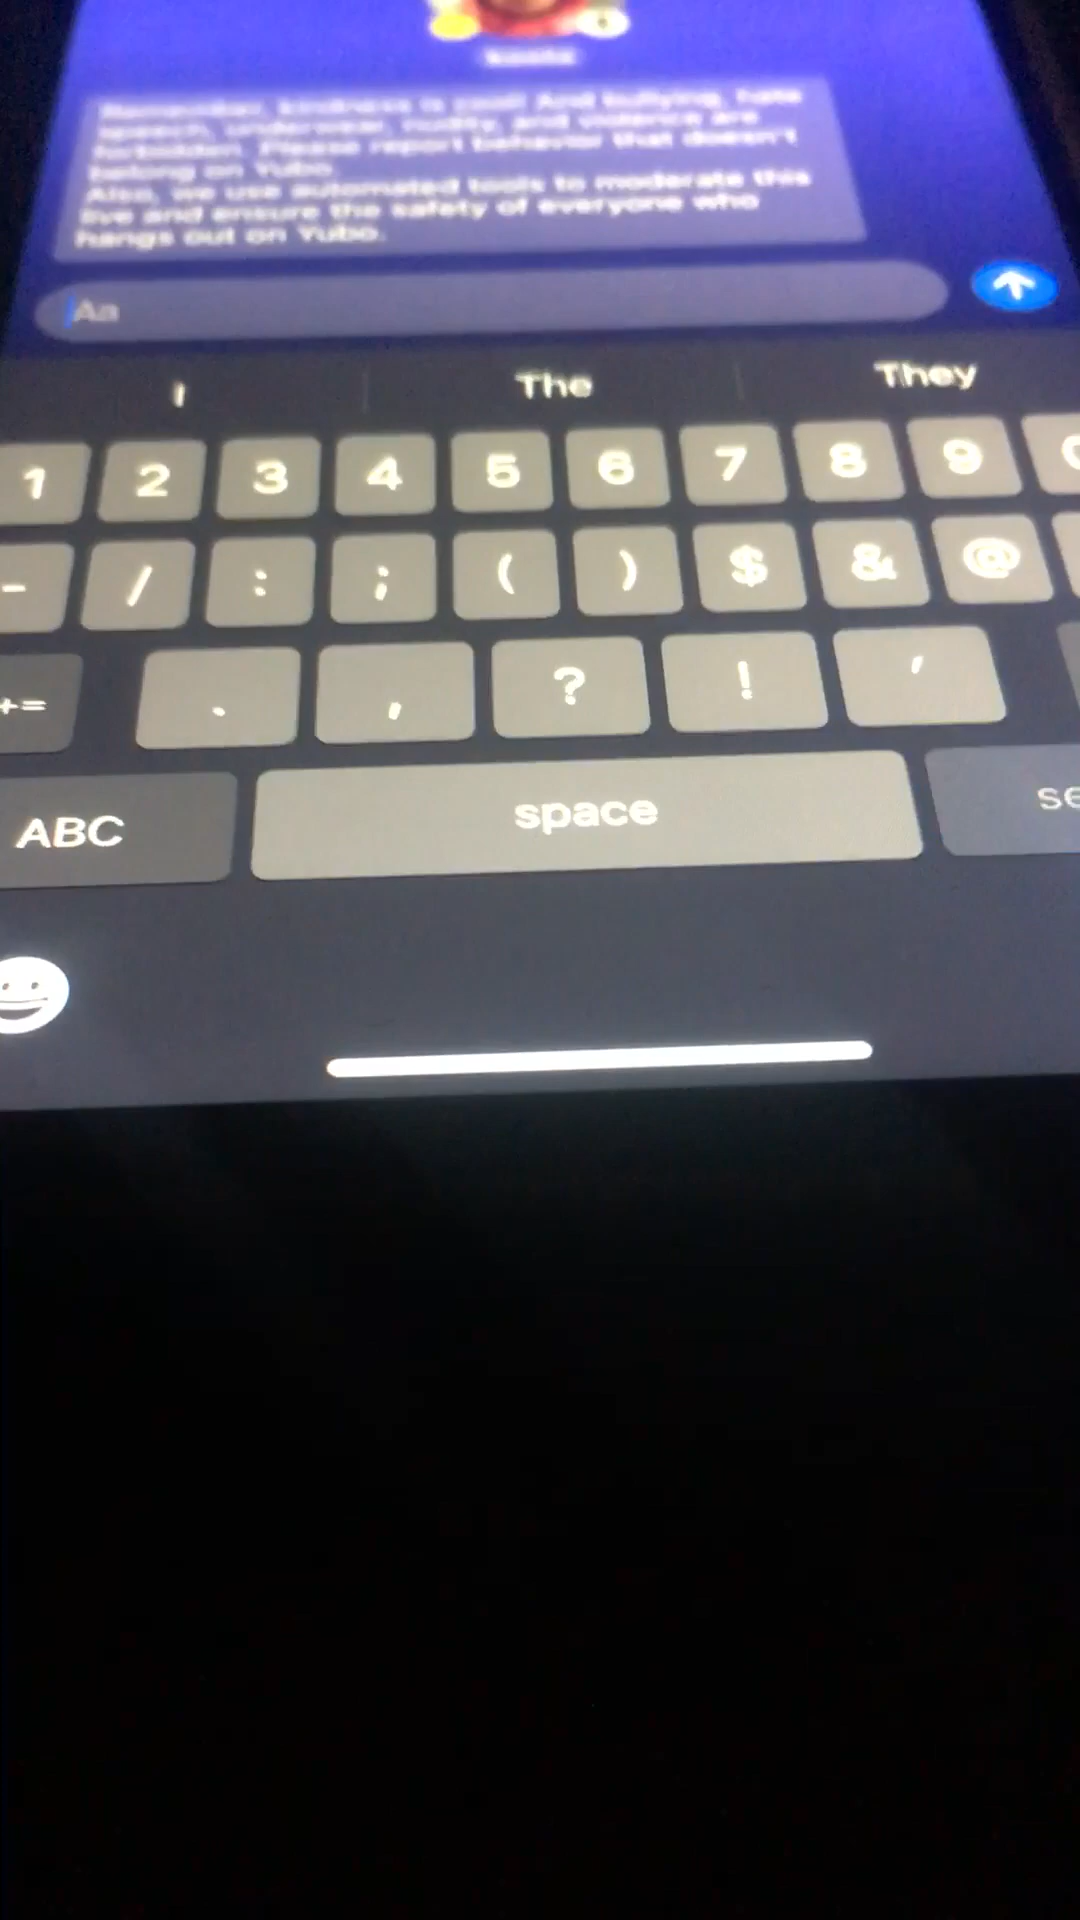 Remember, kindness is cool! And bullying, hate
speech, underwear, nudity, and violence are
forbidden. Please report behavior that doesn't
belong on Yubo.
Also, we use automated tools to moderate this
live and ensure the safety of everyone who
hangs out on Yubo.
Aa
I The They
1 2 3 4 5 6 7 8 9
- / : ; ( ) $ & @
+= . , ? ! '
ABC space se